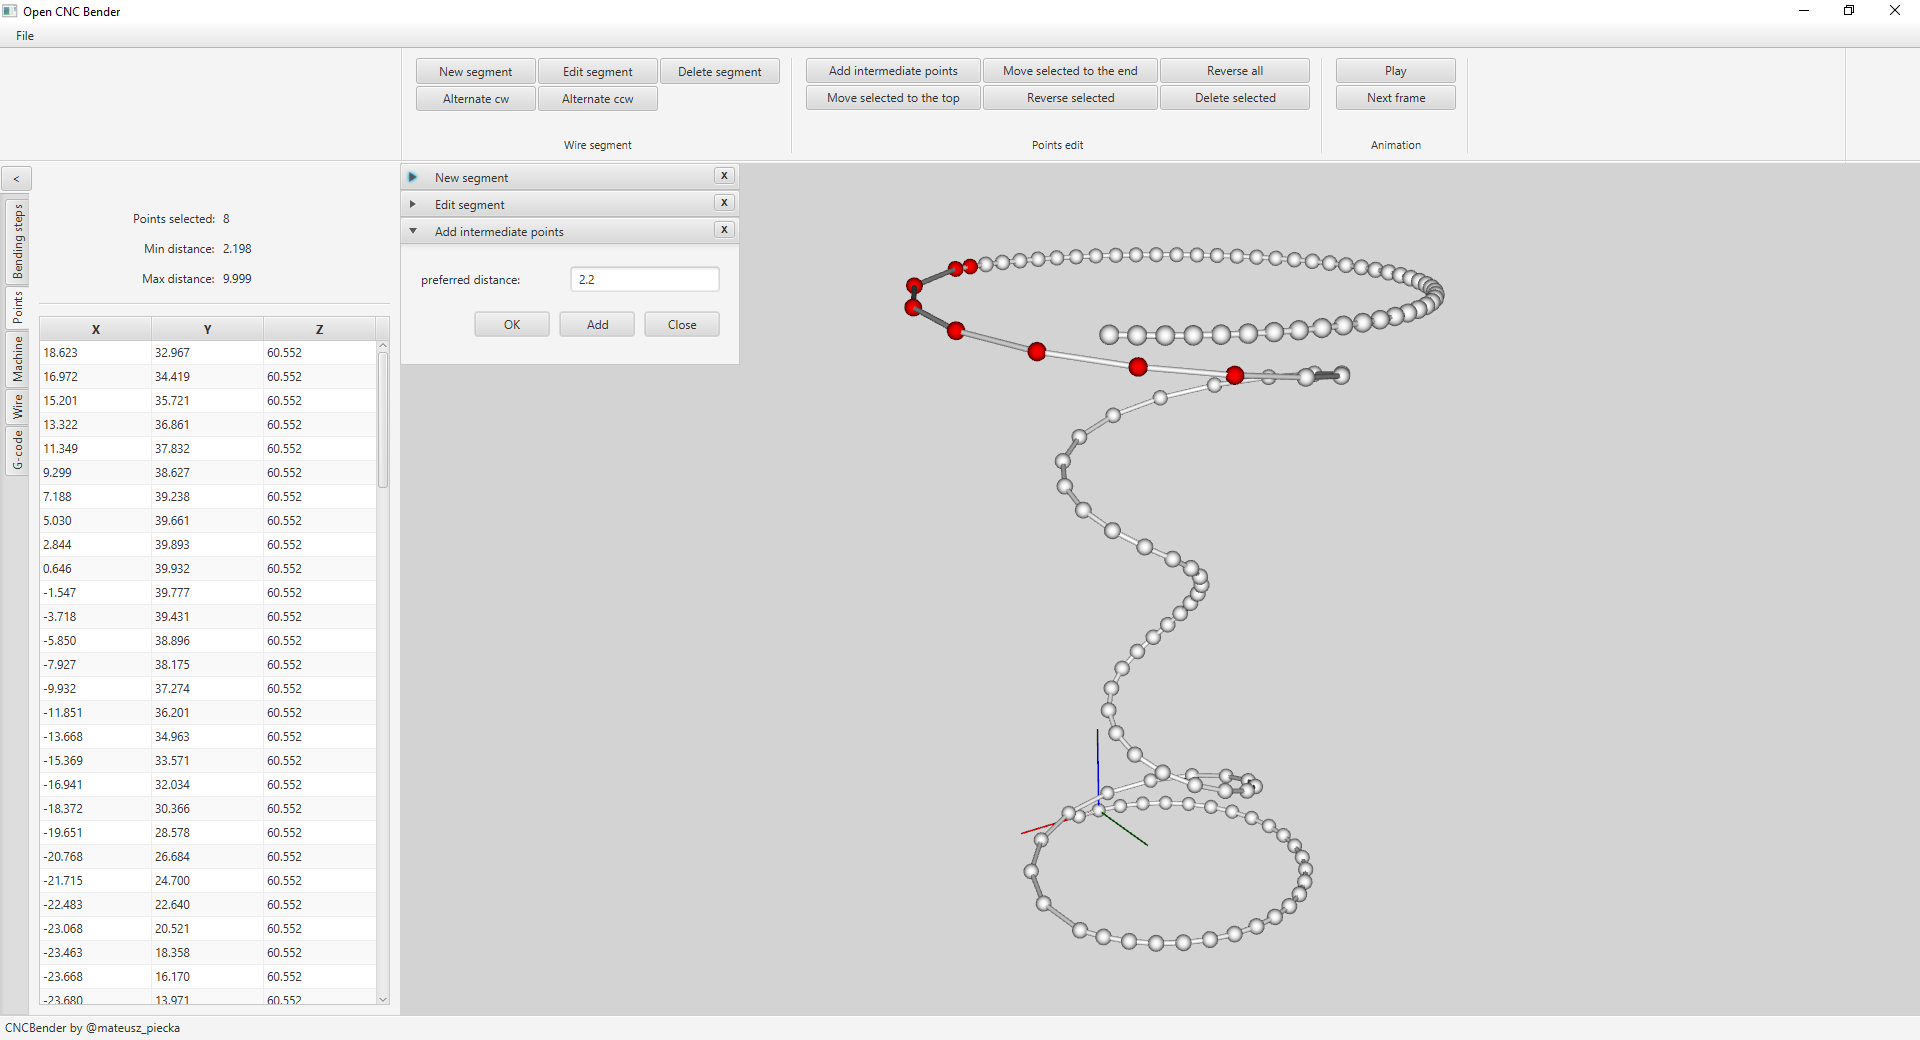 Open CNC Bender
File
New segment Edit segment Delete segment
Alternate cw Alternate ccw
Wire segment
Add intermediate points Move selected to the end Reverse all
Move selected to the top Reverse selected Delete selected
Points edit
Play
Next frame
Animation
<
Bending steps
Points
Machine
Wire
G-code
Points selected: 8
Min distance: 2.198
Max distance: 9.999
X Y Z
18.623 32.967 60.552
16.972 34.419 60.552
15.201 35.721 60.552
13.322 36.861 60.552
11.349 37.832 60.552
9.299 38.627 60.552
7.188 39.238 60.552
5.030 39.661 60.552
2.844 39.893 60.552
0.646 39.932 60.552
-1.547 39.777 60.552
-3.718 39.431 60.552
-5.850 38.896 60.552
-7.927 38.175 60.552
-9.932 37.274 60.552
-11.851 36.201 60.552
-13.668 34.963 60.552
-15.369 33.571 60.552
-16.941 32.034 60.552
-18.372 30.366 60.552
-19.651 28.578 60.552
-20.768 26.684 60.552
-21.715 24.700 60.552
-22.483 22.640 60.552
-23.068 20.521 60.552
-23.463 18.358 60.552
-23.668 16.170 60.552
-23.680 13.971 60.552
New segment x
Edit segment x
Add intermediate points x
preferred distance: 2.2
OK Add Close
CNCBender by @mateusz_piecka